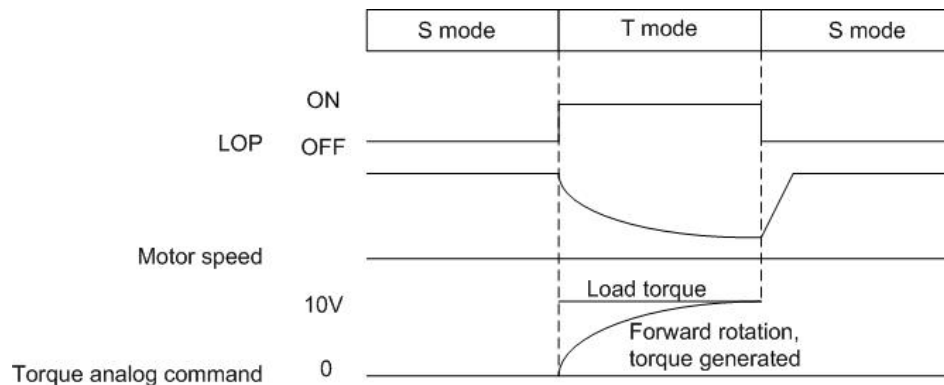 S mode T mode S mode
ON
LOP OFF
Motor speed
10V Load torque
Forward rotation,
torque generated
Torque analog command 0